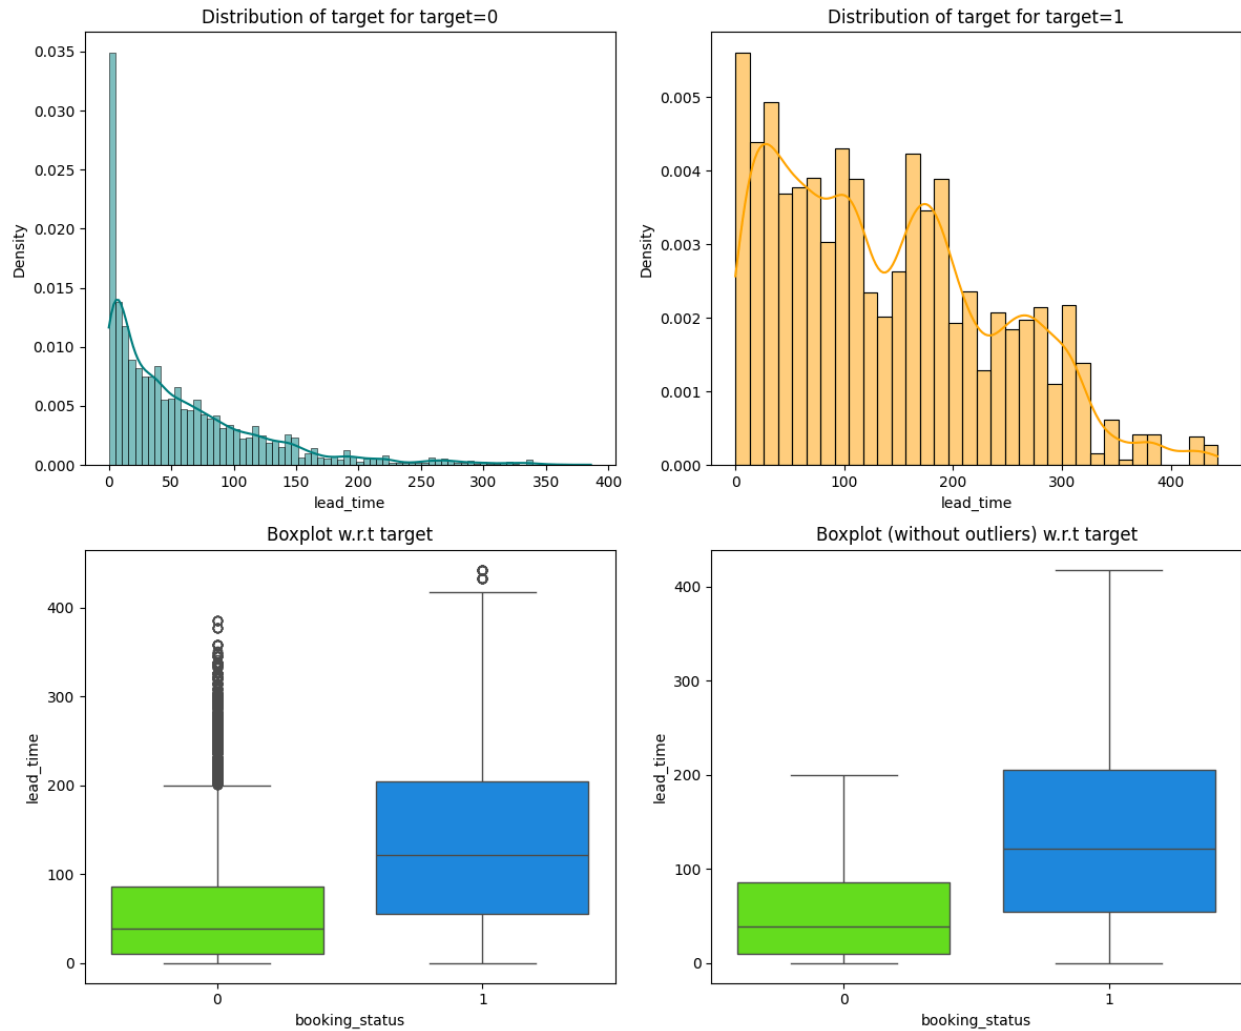 Distribution of target for target=0
0.035
0.030
0.025
0.020
0.015
0.010
0.005
0.000
Density
0 50 100 150 200 250 300 350 400
lead_time
Distribution of target for target=1
0.005
0.004
0.003
0.002
0.001
0.000
Density
0 100 200 300 400
lead_time
Boxplot w.r.t target
400
300
200
100
0
lead_time
0 1
booking_status
Boxplot (without outliers) w.r.t target
400
300
200
100
0
lead_time
0 1
booking_status